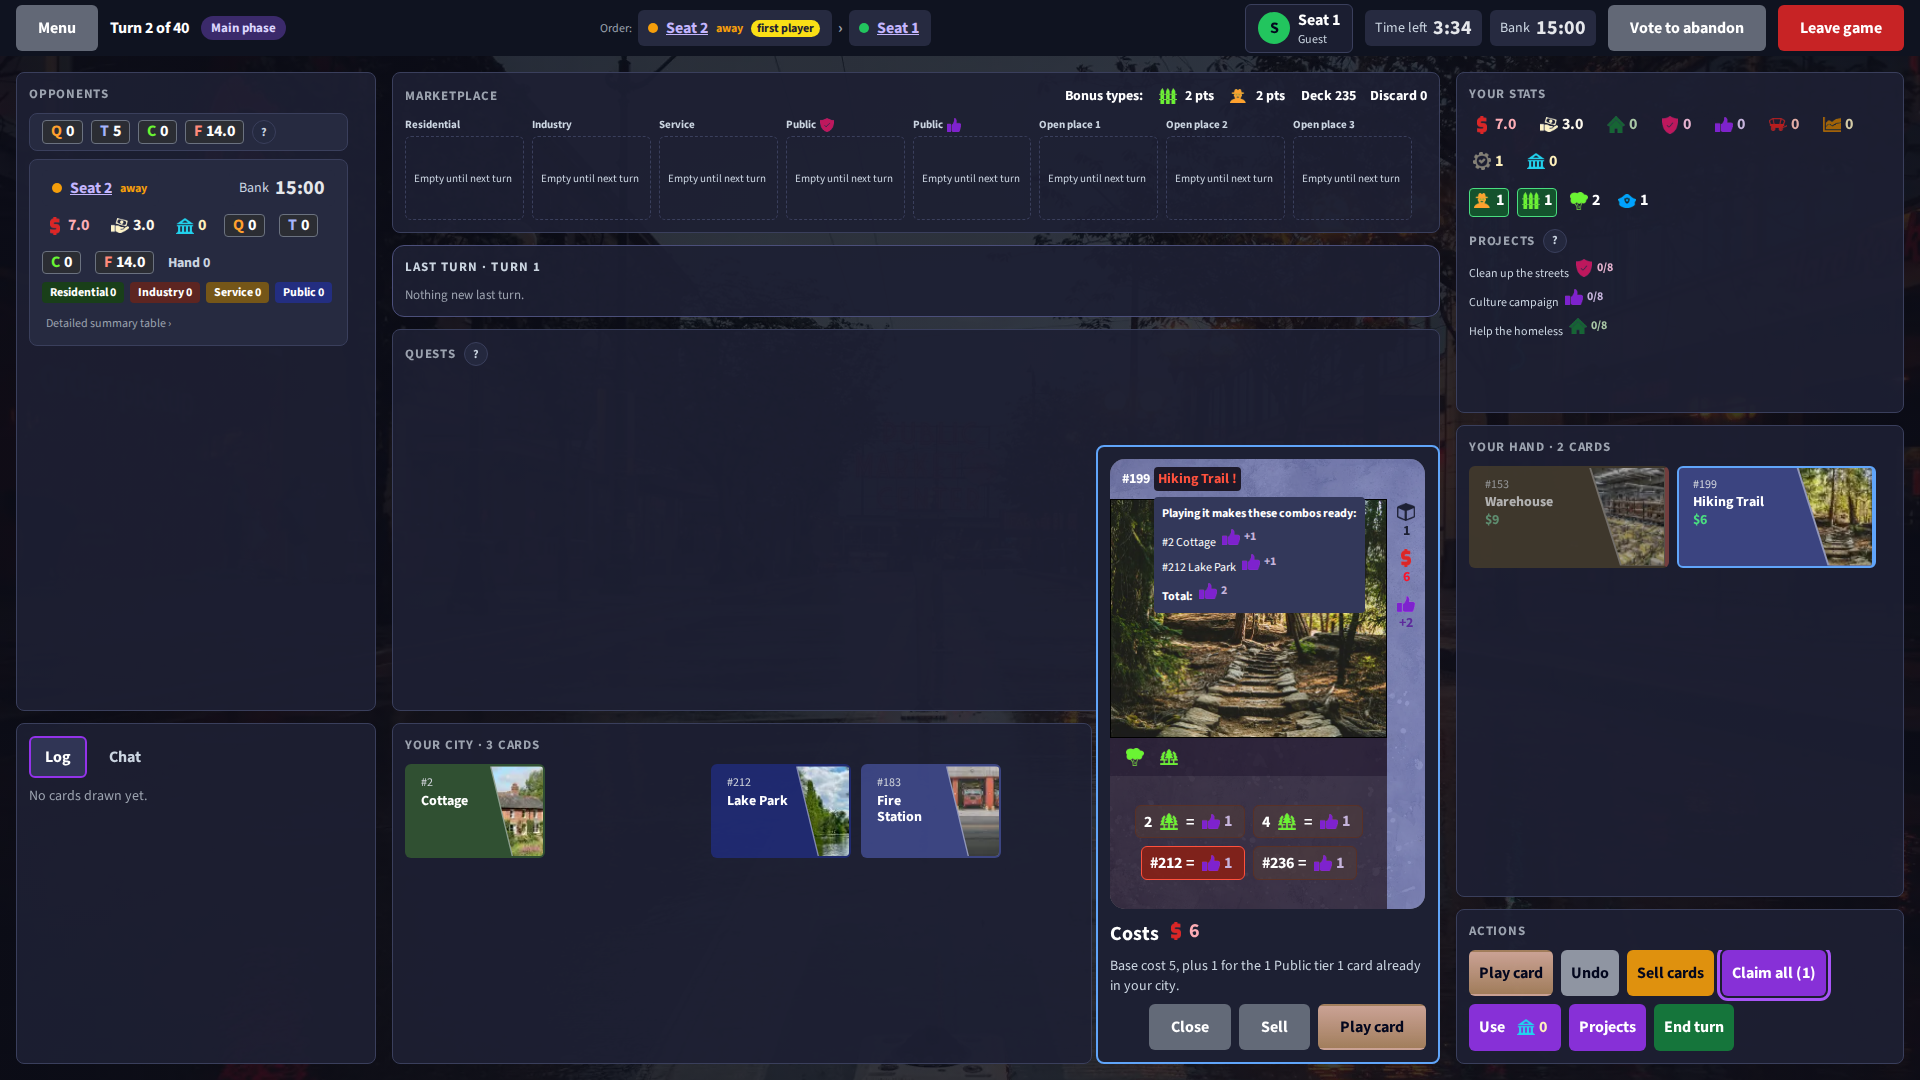 Menu
Turn 2 of 40
Main phase
Order:
Seat 2 away first player
›
Seat 1
S
Seat 1
Guest
Time left 3:34
Bank 15:00
Vote to abandon
Leave game
OPPONENTS
Q 0
T 5
C 0
F 14.0
?
Seat 2 away
Bank 15:00
7.0
3.0
0
Q 0
T 0
C 0
F 14.0
Hand 0
Residential 0
Industry 0
Service 0
Public 0
Detailed summary table ›
Log
Chat
No cards drawn yet.
MARKETPLACE
Bonus types:
2 pts
2 pts
Deck 235
Discard 0
Residential
Industry
Service
Public
Public
Open place 1
Open place 2
Open place 3
Empty until next turn
Empty until next turn
Empty until next turn
Empty until next turn
Empty until next turn
Empty until next turn
Empty until next turn
Empty until next turn
LAST TURN · TURN 1
Nothing new last turn.
QUESTS
?
YOUR CITY · 3 CARDS
#2
Cottage
#212
Lake Park
#183
Fire
Station
#199 Hiking Trail !
Playing it makes these combos ready:
#2 Cottage +1
#212 Lake Park +1
Total: 2
1
$
6
+2
2 = 1
4 = 1
#212 = 1
#236 = 1
Costs $ 6
Base cost 5, plus 1 for the 1 Public tier 1 card already
in your city.
Close
Sell
Play card
YOUR STATS
$ 7.0
3.0
0
0
0
0
0
1
0
1
1
2
1
PROJECTS
?
Clean up the streets 0/8
Culture campaign 0/8
Help the homeless 0/8
YOUR HAND · 2 CARDS
#153
Warehouse
$9
#199
Hiking Trail
$6
ACTIONS
Play card
Undo
Sell cards
Claim all (1)
Use 0
Projects
End turn